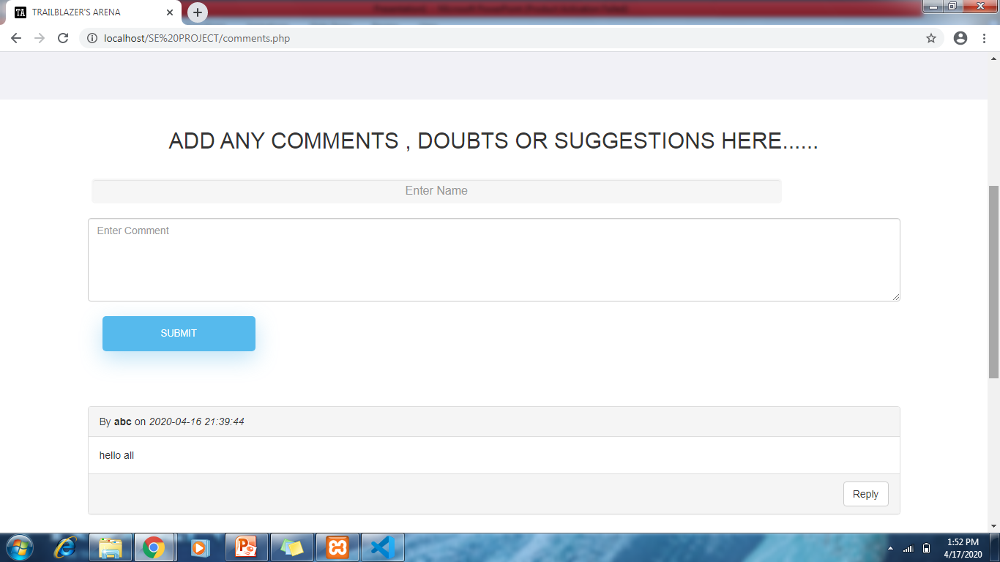 TA TRAILBLAZER'S ARENA
localhost/SE%20PROJECT/comments.php
ADD ANY COMMENTS , DOUBTS OR SUGGESTIONS HERE......
Enter Name
Enter Comment
SUBMIT
By abc on 2020-04-16 21:39:44
hello all
Reply
1:52 PM
4/17/2020